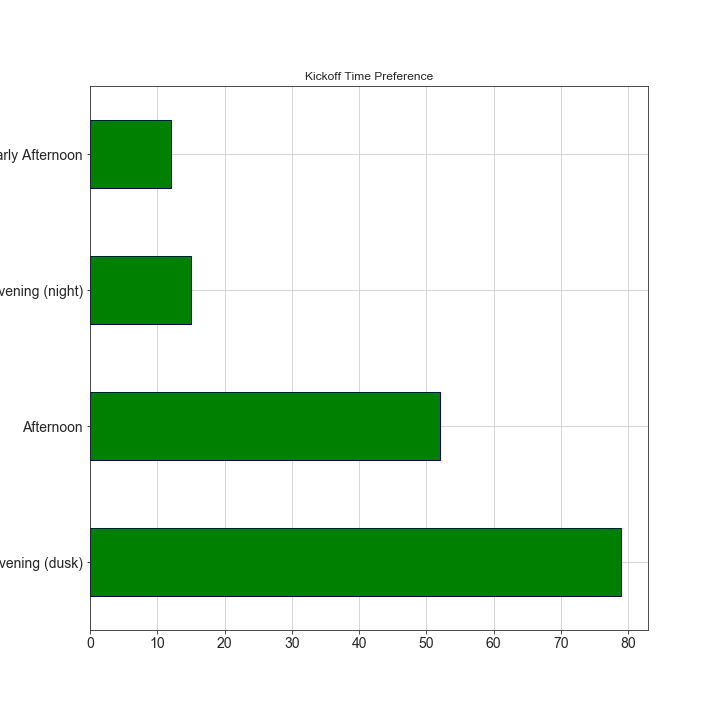 Kickoff Time Preference
arly Afternoon
vening (night)
Afternoon
vening (dusk)
0 10 20 30 40 50 60 70 80